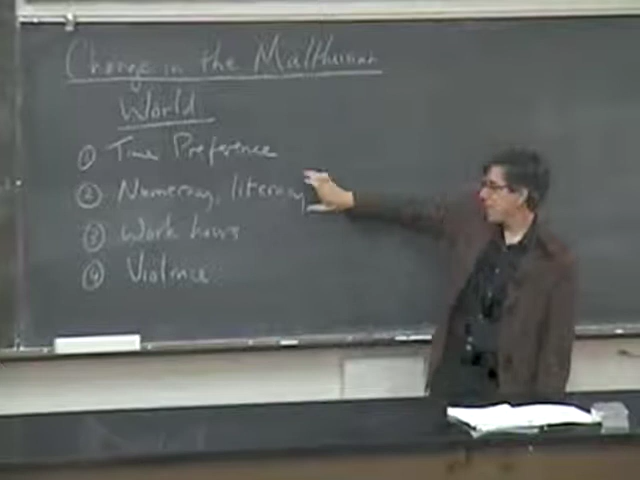 Change in the Malthusian
World
① Time Preference
② Numeracy, literacy
③ Work hours
④ Violence